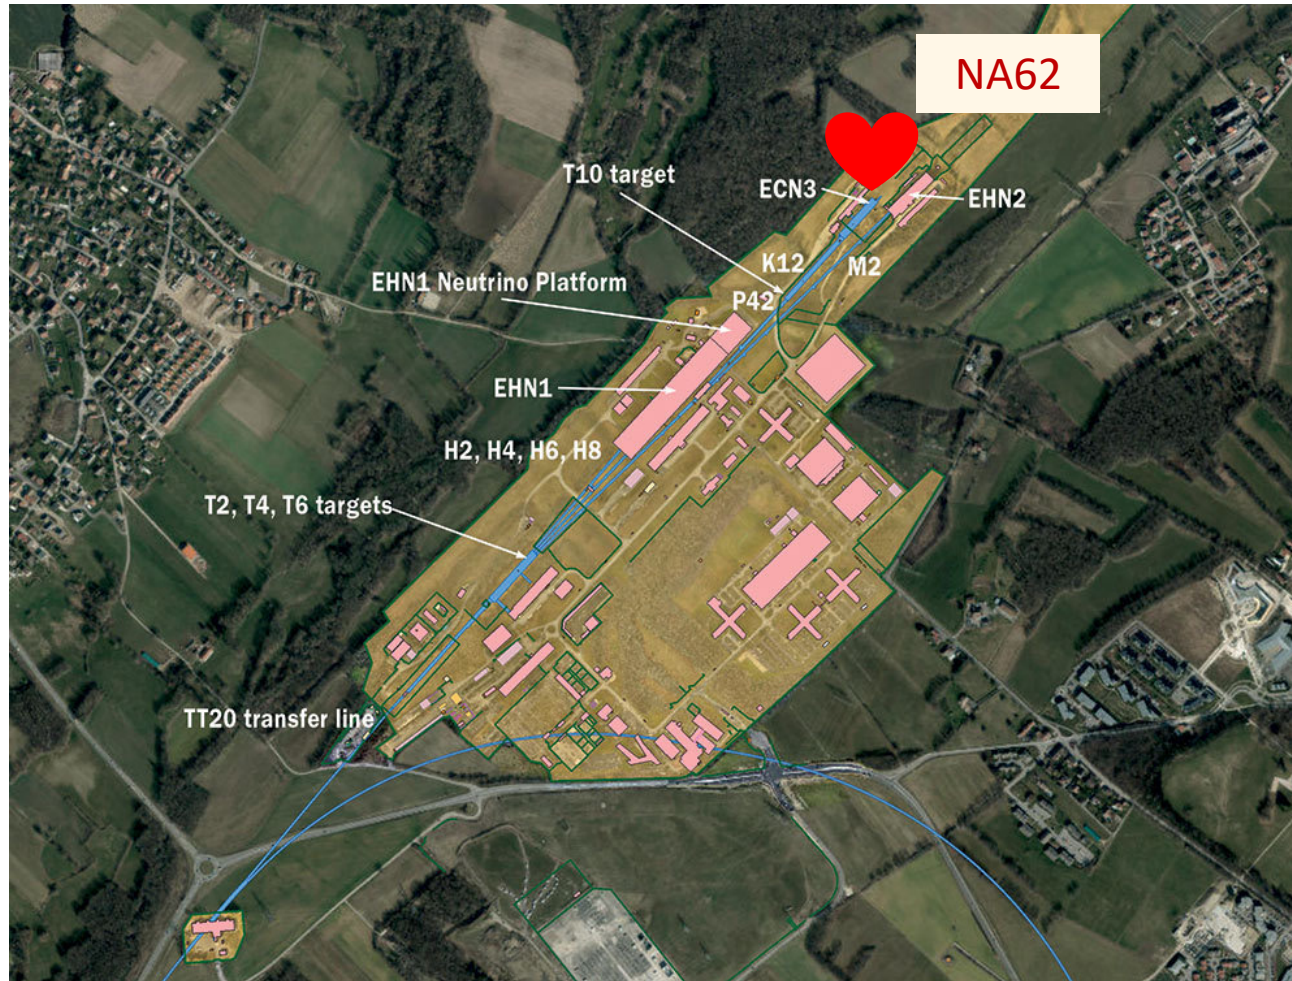 NA62
T10 target
ECN3
EHN2
K12
M2
EHN1 Neutrino Platform
P42
EHN1
H2, H4, H6, H8
T2, T4, T6 targets
TT20 transfer line